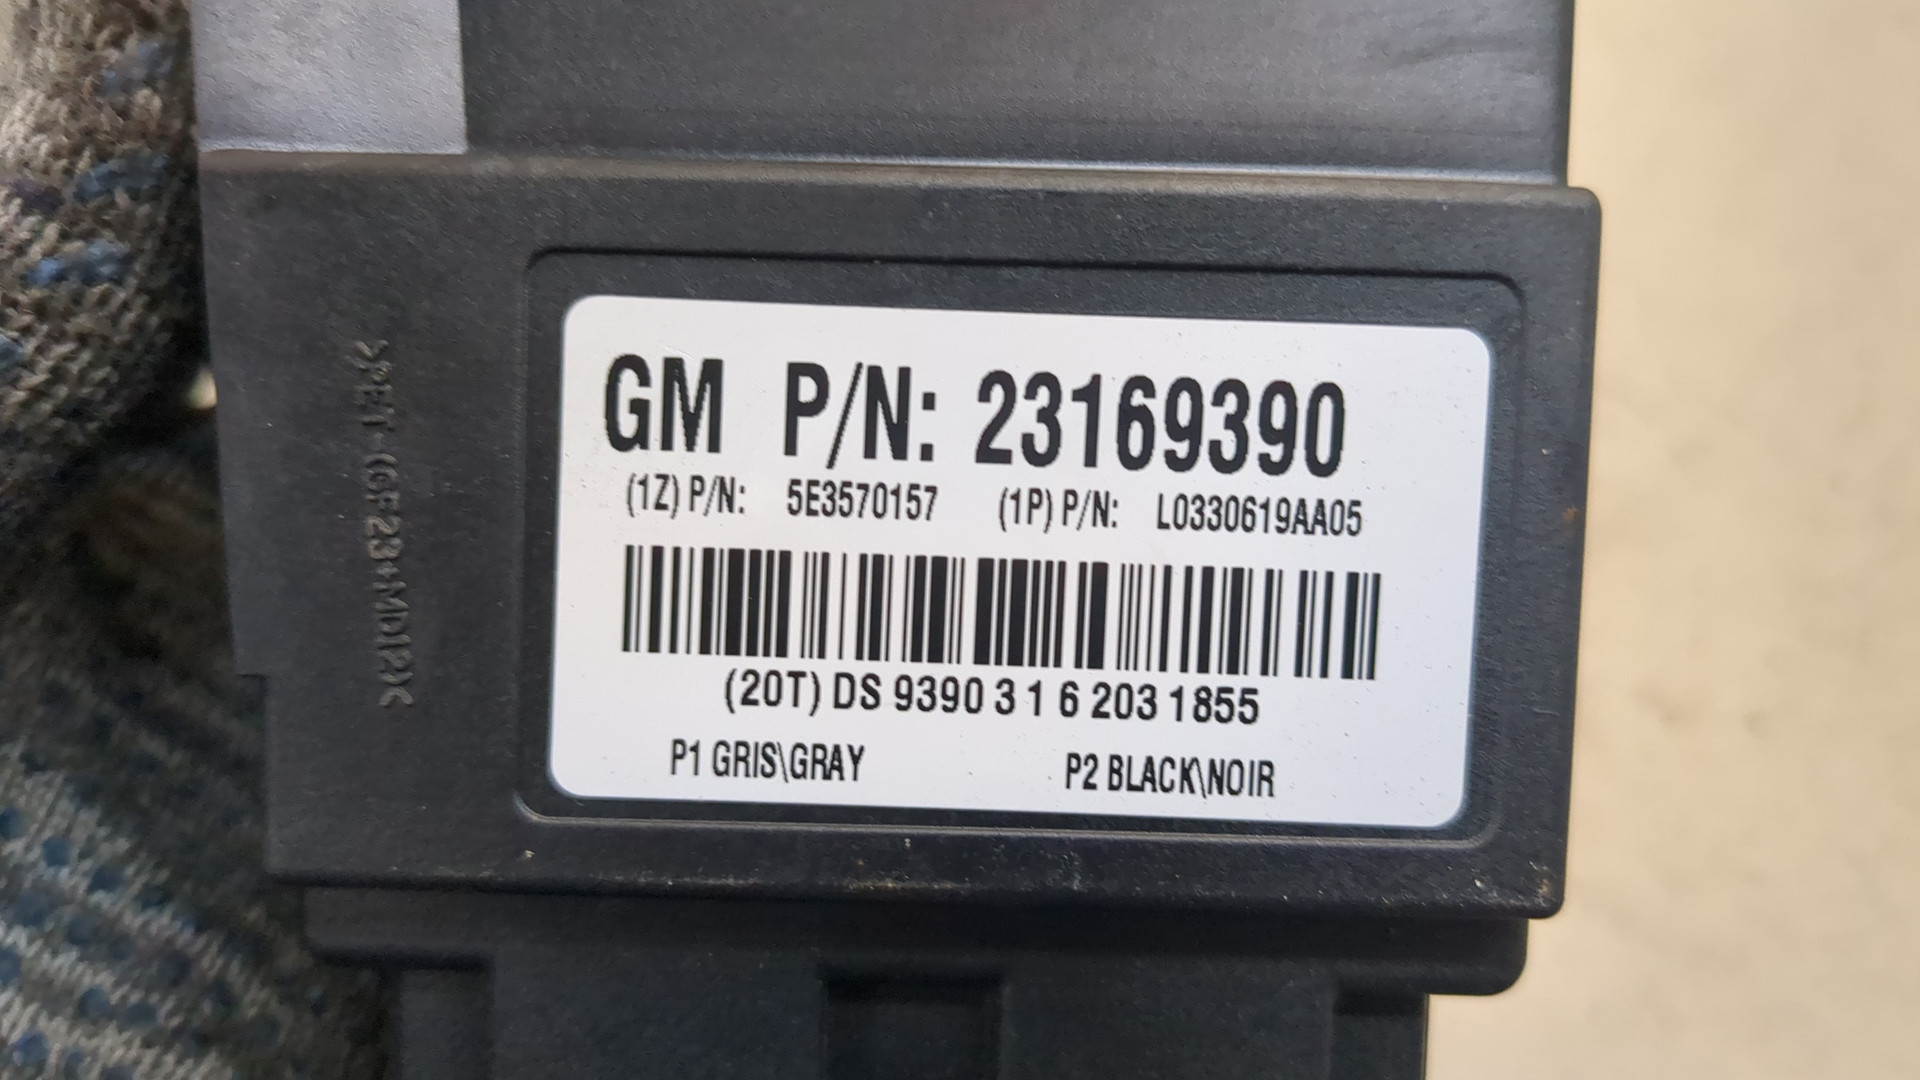 GM P/N: 23169390
(1Z) P/N: 5E3570157 (1P) P/N: L0330619AA05
(20T) DS 9390 3 1 6 203 1855
P1 GRIS\GRAY P2 BLACK\NOIR